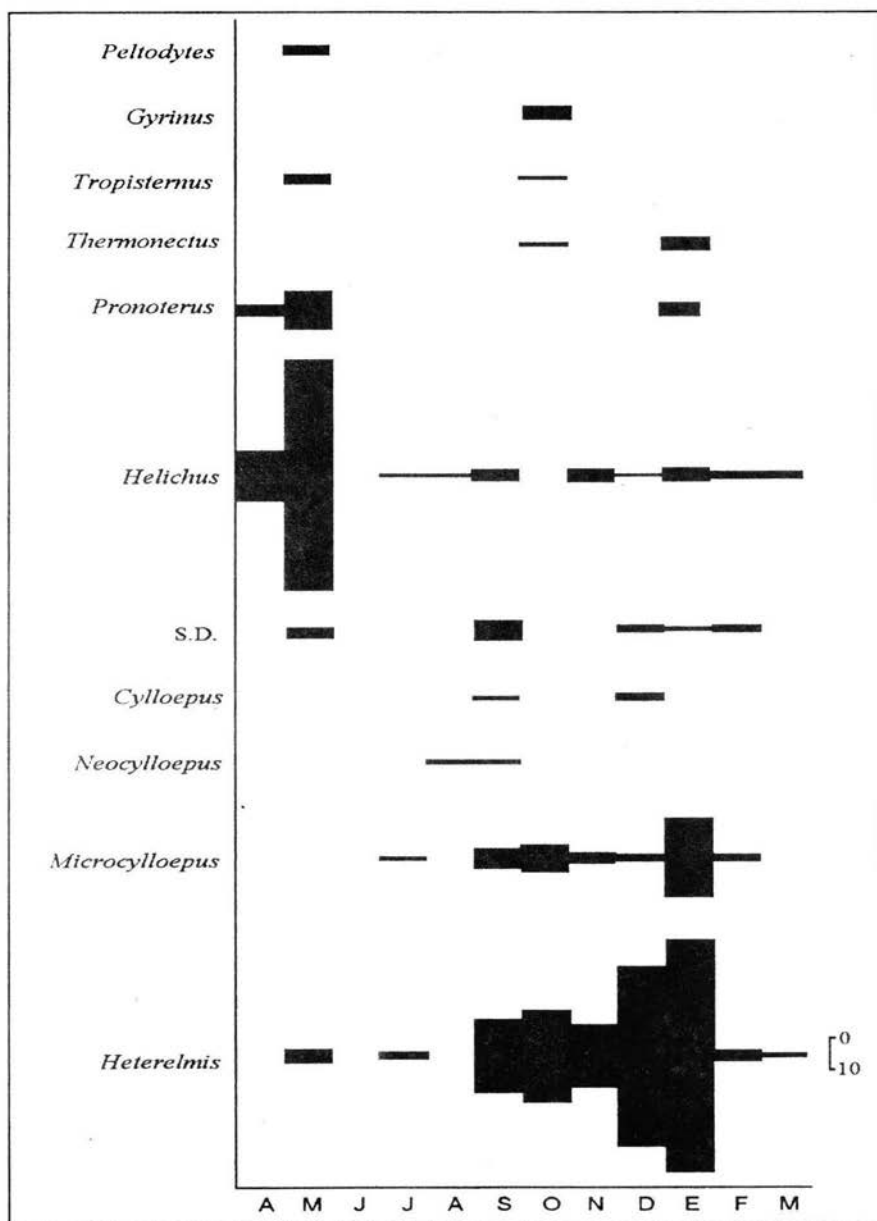 Peltodytes
Gyrinus
Tropisternus
Thermonectus
Pronoterus
Helichus
S.D.
Cylloepus
Neocylloepus
Microcylloepus
Heterelmis
0
10
A M J J A S O N D E F M